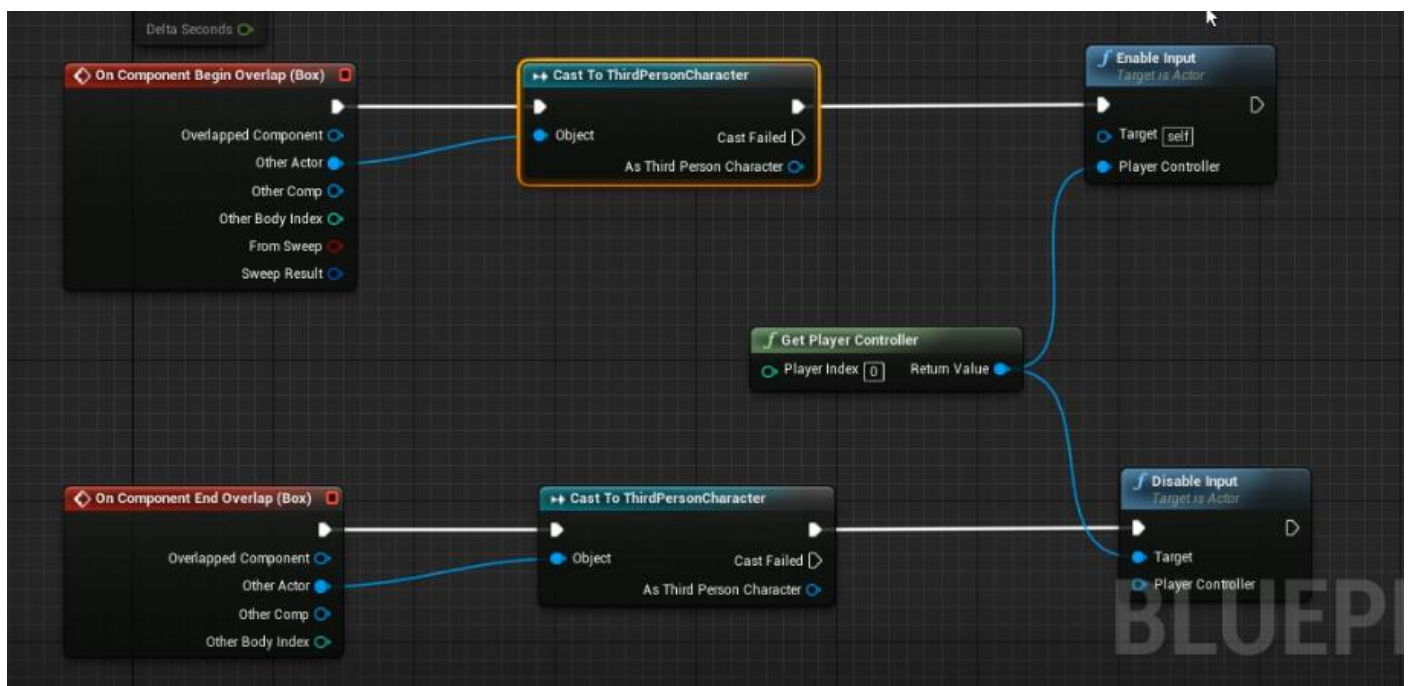 Delta Seconds
On Component Begin Overlap (Box)
Overlapped Component
Other Actor
Other Comp
Other Body Index
From Sweep
Sweep Result
Cast To ThirdPersonCharacter
Object
Cast Failed
As Third Person Character
f Enable Input
Target is Actor
Target self
Player Controller
f Get Player Controller
Player Index 0 Return Value
On Component End Overlap (Box)
Overlapped Component
Other Actor
Other Comp
Other Body Index
Cast To ThirdPersonCharacter
Object
Cast Failed
As Third Person Character
f Disable Input
Target is Actor
Target
Player Controller
BLUEP